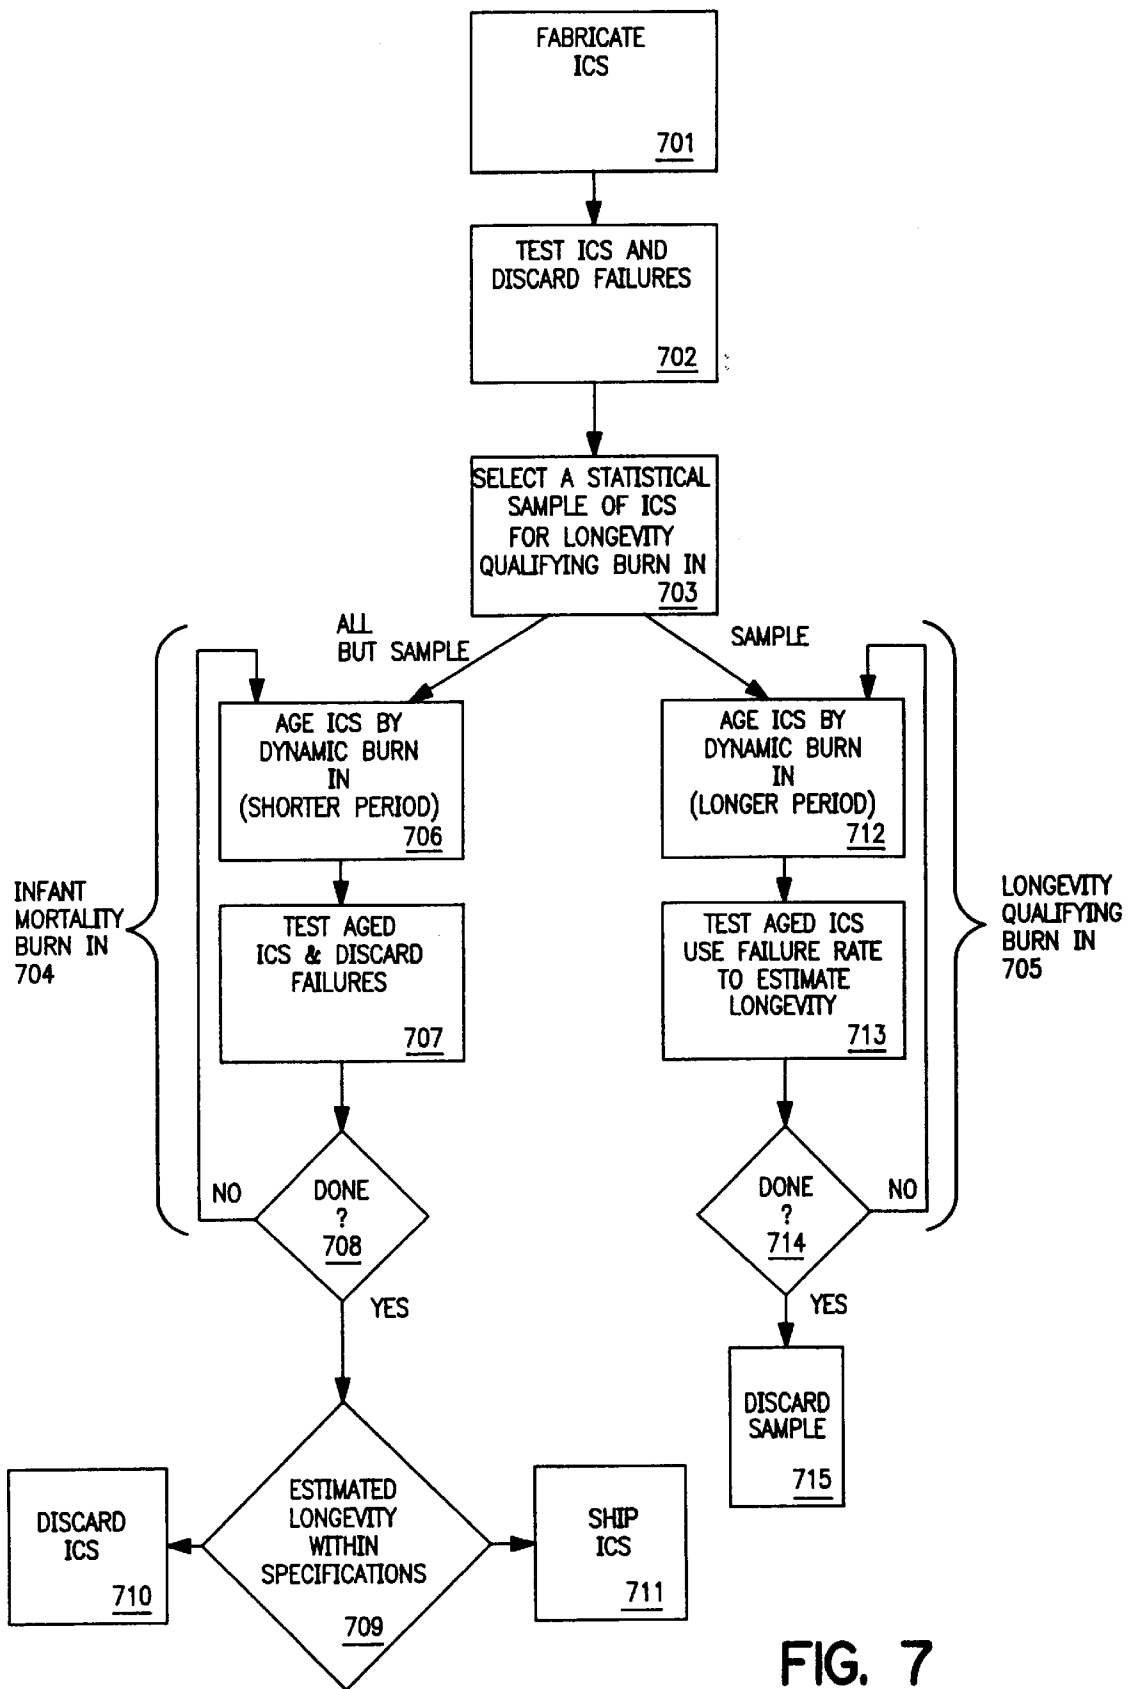 FABRICATE
ICS
701
TEST ICS AND
DISCARD FAILURES
702
SELECT A STATISTICAL
SAMPLE OF ICS
FOR LONGEVITY
QUALIFYING BURN IN
703
ALL
BUT SAMPLE
SAMPLE
AGE ICS BY
DYNAMIC BURN
IN
(SHORTER PERIOD)
706
AGE ICS BY
DYNAMIC BURN
IN
(LONGER PERIOD)
712
INFANT
MORTALITY
BURN IN
704
TEST AGED
ICS & DISCARD
FAILURES
707
TEST AGED ICS
USE FAILURE RATE
TO ESTIMATE
LONGEVITY
713
LONGEVITY
QUALIFYING
BURN IN
705
NO
DONE
?
708
YES
DONE
?
714
NO
YES
DISCARD
SAMPLE
715
DISCARD
ICS
710
ESTIMATED
LONGEVITY
WITHIN
SPECIFICATIONS
709
SHIP
ICS
711
FIG. 7